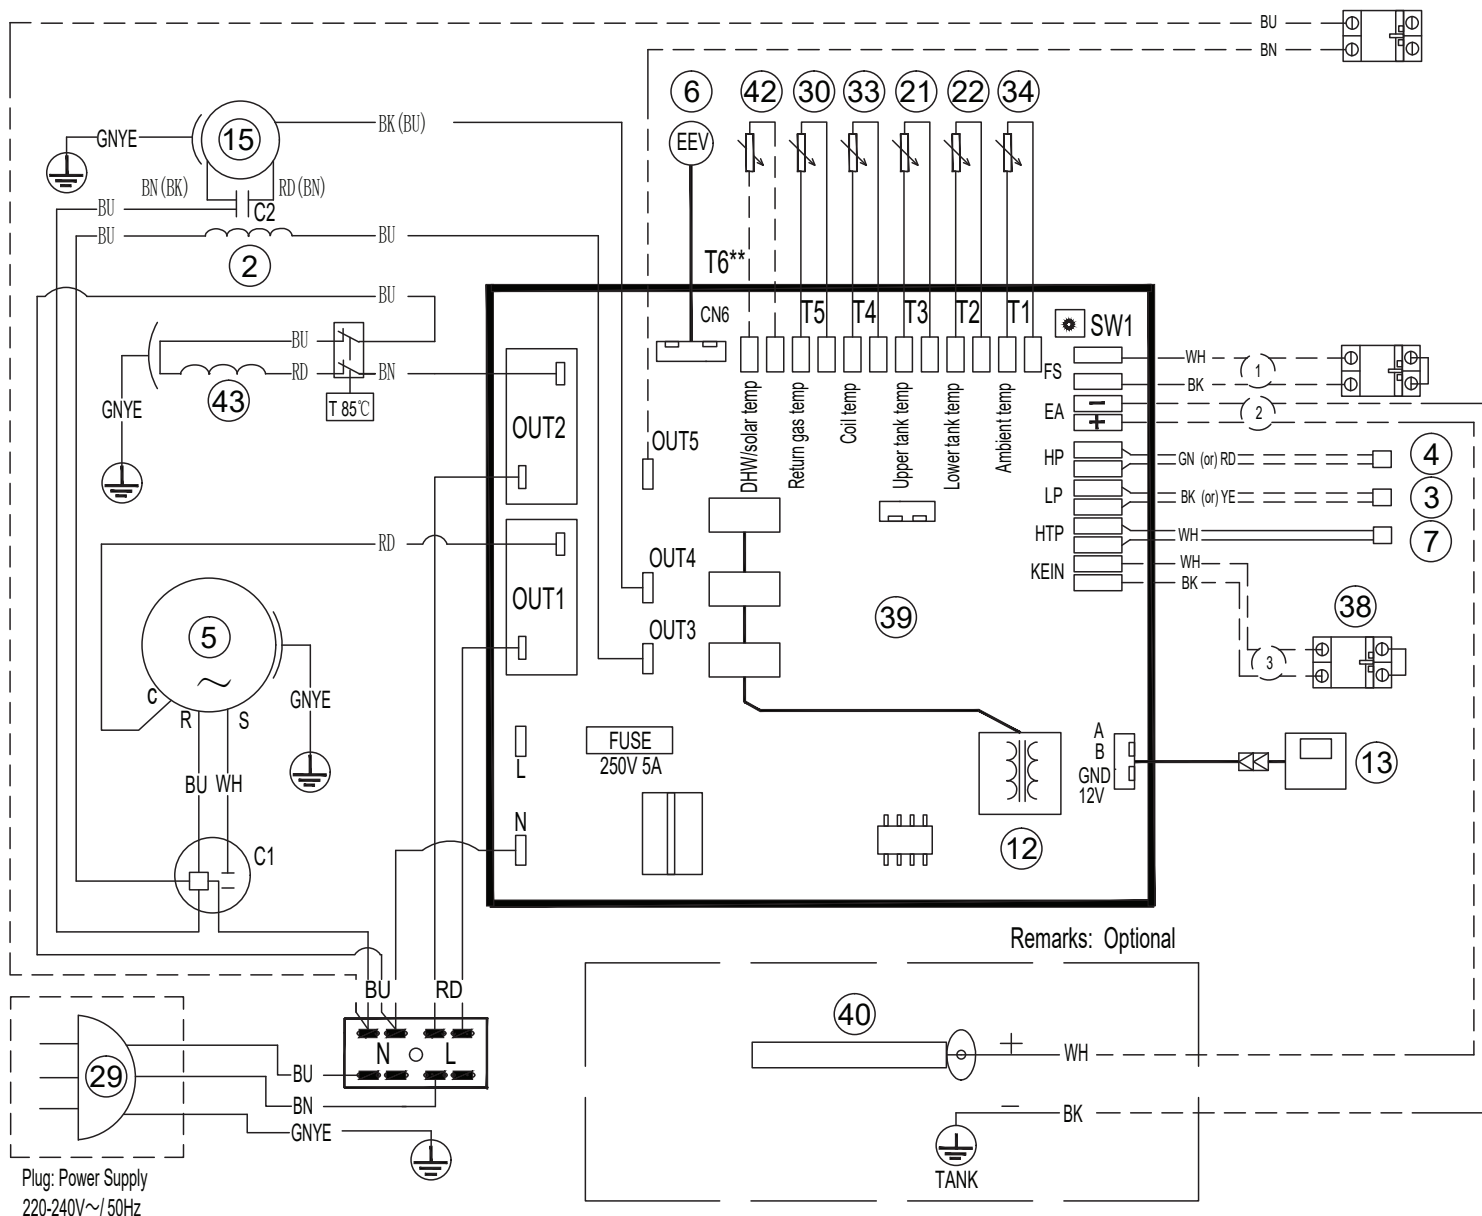 BU
BN
6
42
30
33
21
22
34
EEV
15
GNYE
BK(BU)
BN(BK)
RD(BN)
C2
BU
BU
BU
2
T6**
BU
CN6
T5
T4
T3
T2
T1
SW1
BU
RD
BN
T 85℃
43
GNYE
DHW/solar temp
Return gas temp
Coil temp
Upper tank temp
Lower tank temp
Ambient temp
FS
WH
BK
1
EA
−
+
2
HP
GN (or) RD
4
LP
BK (or) YE
3
HTP
WH
7
KEIN
WH
BK
38
3
OUT2
OUT5
OUT1
OUT4
OUT3
39
RD
5
~
C
R
S
GNYE
BU
WH
C1
L
FUSE
250V 5A
N
12
A
B
GND
12V
13
Remarks: Optional
BU
RD
N
L
29
BU
BN
GNYE
Plug: Power Supply
220-240V～/ 50Hz
40
+
WH
−
BK
TANK